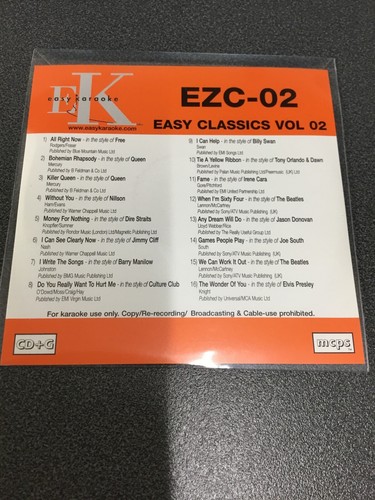 EK
easy karaoke
www.easykaraoke.com
EZC-02
EASY CLASSICS VOL 02
1) All Right Now - in the style of Free
Rodgers/Fraser
Published by Blue Mountain Music Ltd
2) Bohemian Rhapsody - in the style of Queen
Mercury
Published by B Feldman & Co Ltd
3) Killer Queen - in the style of Queen
Mercury
Published by B Feldman & Co Ltd
4) Without You - in the style of Nillson
Ham/Evans
Published by Warner Chappell Music Ltd
5) Money For Nothing - in the style of Dire Straits
Knopfler/Sumner
Published by Rondor Music (London) Ltd/Magnetic Publishing Ltd
6) I Can See Clearly Now - in the style of Jimmy Cliff
Nash
Published by Warner Chappell Music Ltd
7) I Write The Songs - in the style of Barry Manilow
Johnston
Published by BMG Music Publishing Ltd
8) Do You Really Want To Hurt Me - in the style of Culture Club
O'Dowd/Moss/Craig/Hay
Published by EMI Virgin Music Ltd
9) I Can Help - in the style of Billy Swan
Swan
Published by EMI Songs Ltd
10) Tie A Yellow Ribbon - in the style of Tony Orlando & Dawn
Brown/Levine
Published by Palan Music Publishing Ltd/Peermusic (UK) Ltd
11) Fame - in the style of Irene Cara
Gore/Pitchford
Published by EMI United Partnership Ltd
12) When I'm Sixty Four - in the style of The Beatles
Lennon/McCartney
Published by Sony/ATV Music Publishing (UK)
13) Any Dream Will Do - in the style of Jason Donovan
Lloyd Webber/Rice
Published by The Really Useful Group Ltd
14) Games People Play - in the style of Joe South
South
Published by Sony/ATV Music Publishing (UK)
15) We Can Work It Out - in the style of The Beatles
Lennon/McCartney
Published by Sony/ATV Music Publishing (UK)
16) The Wonder Of You - in the style of Elvis Presley
Knight
Published by Universal/MCA Music Ltd
For karaoke use only. Copy/Re-recording/ Broadcasting & Cable-use prohibited.
CD+G
mcps